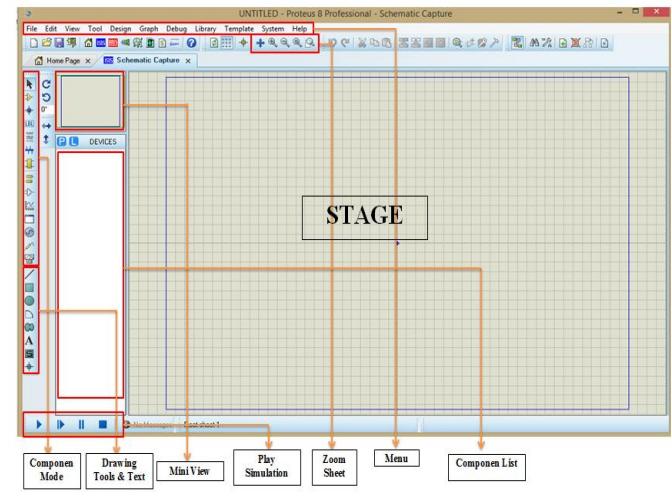 UNTITLED - Proteus 8 Professional - Schematic Capture
File Edit View Tool Design Graph Debug Library Template System Help
Home Page x ISIS Schematic Capture x
0°
P L DEVICES
STAGE
A
No Messages Root sheet 1
Componen
Mode
Drawing
Tools & Text
Mini View
Play
Simulation
Zoom
Sheet
Menu
Componen List